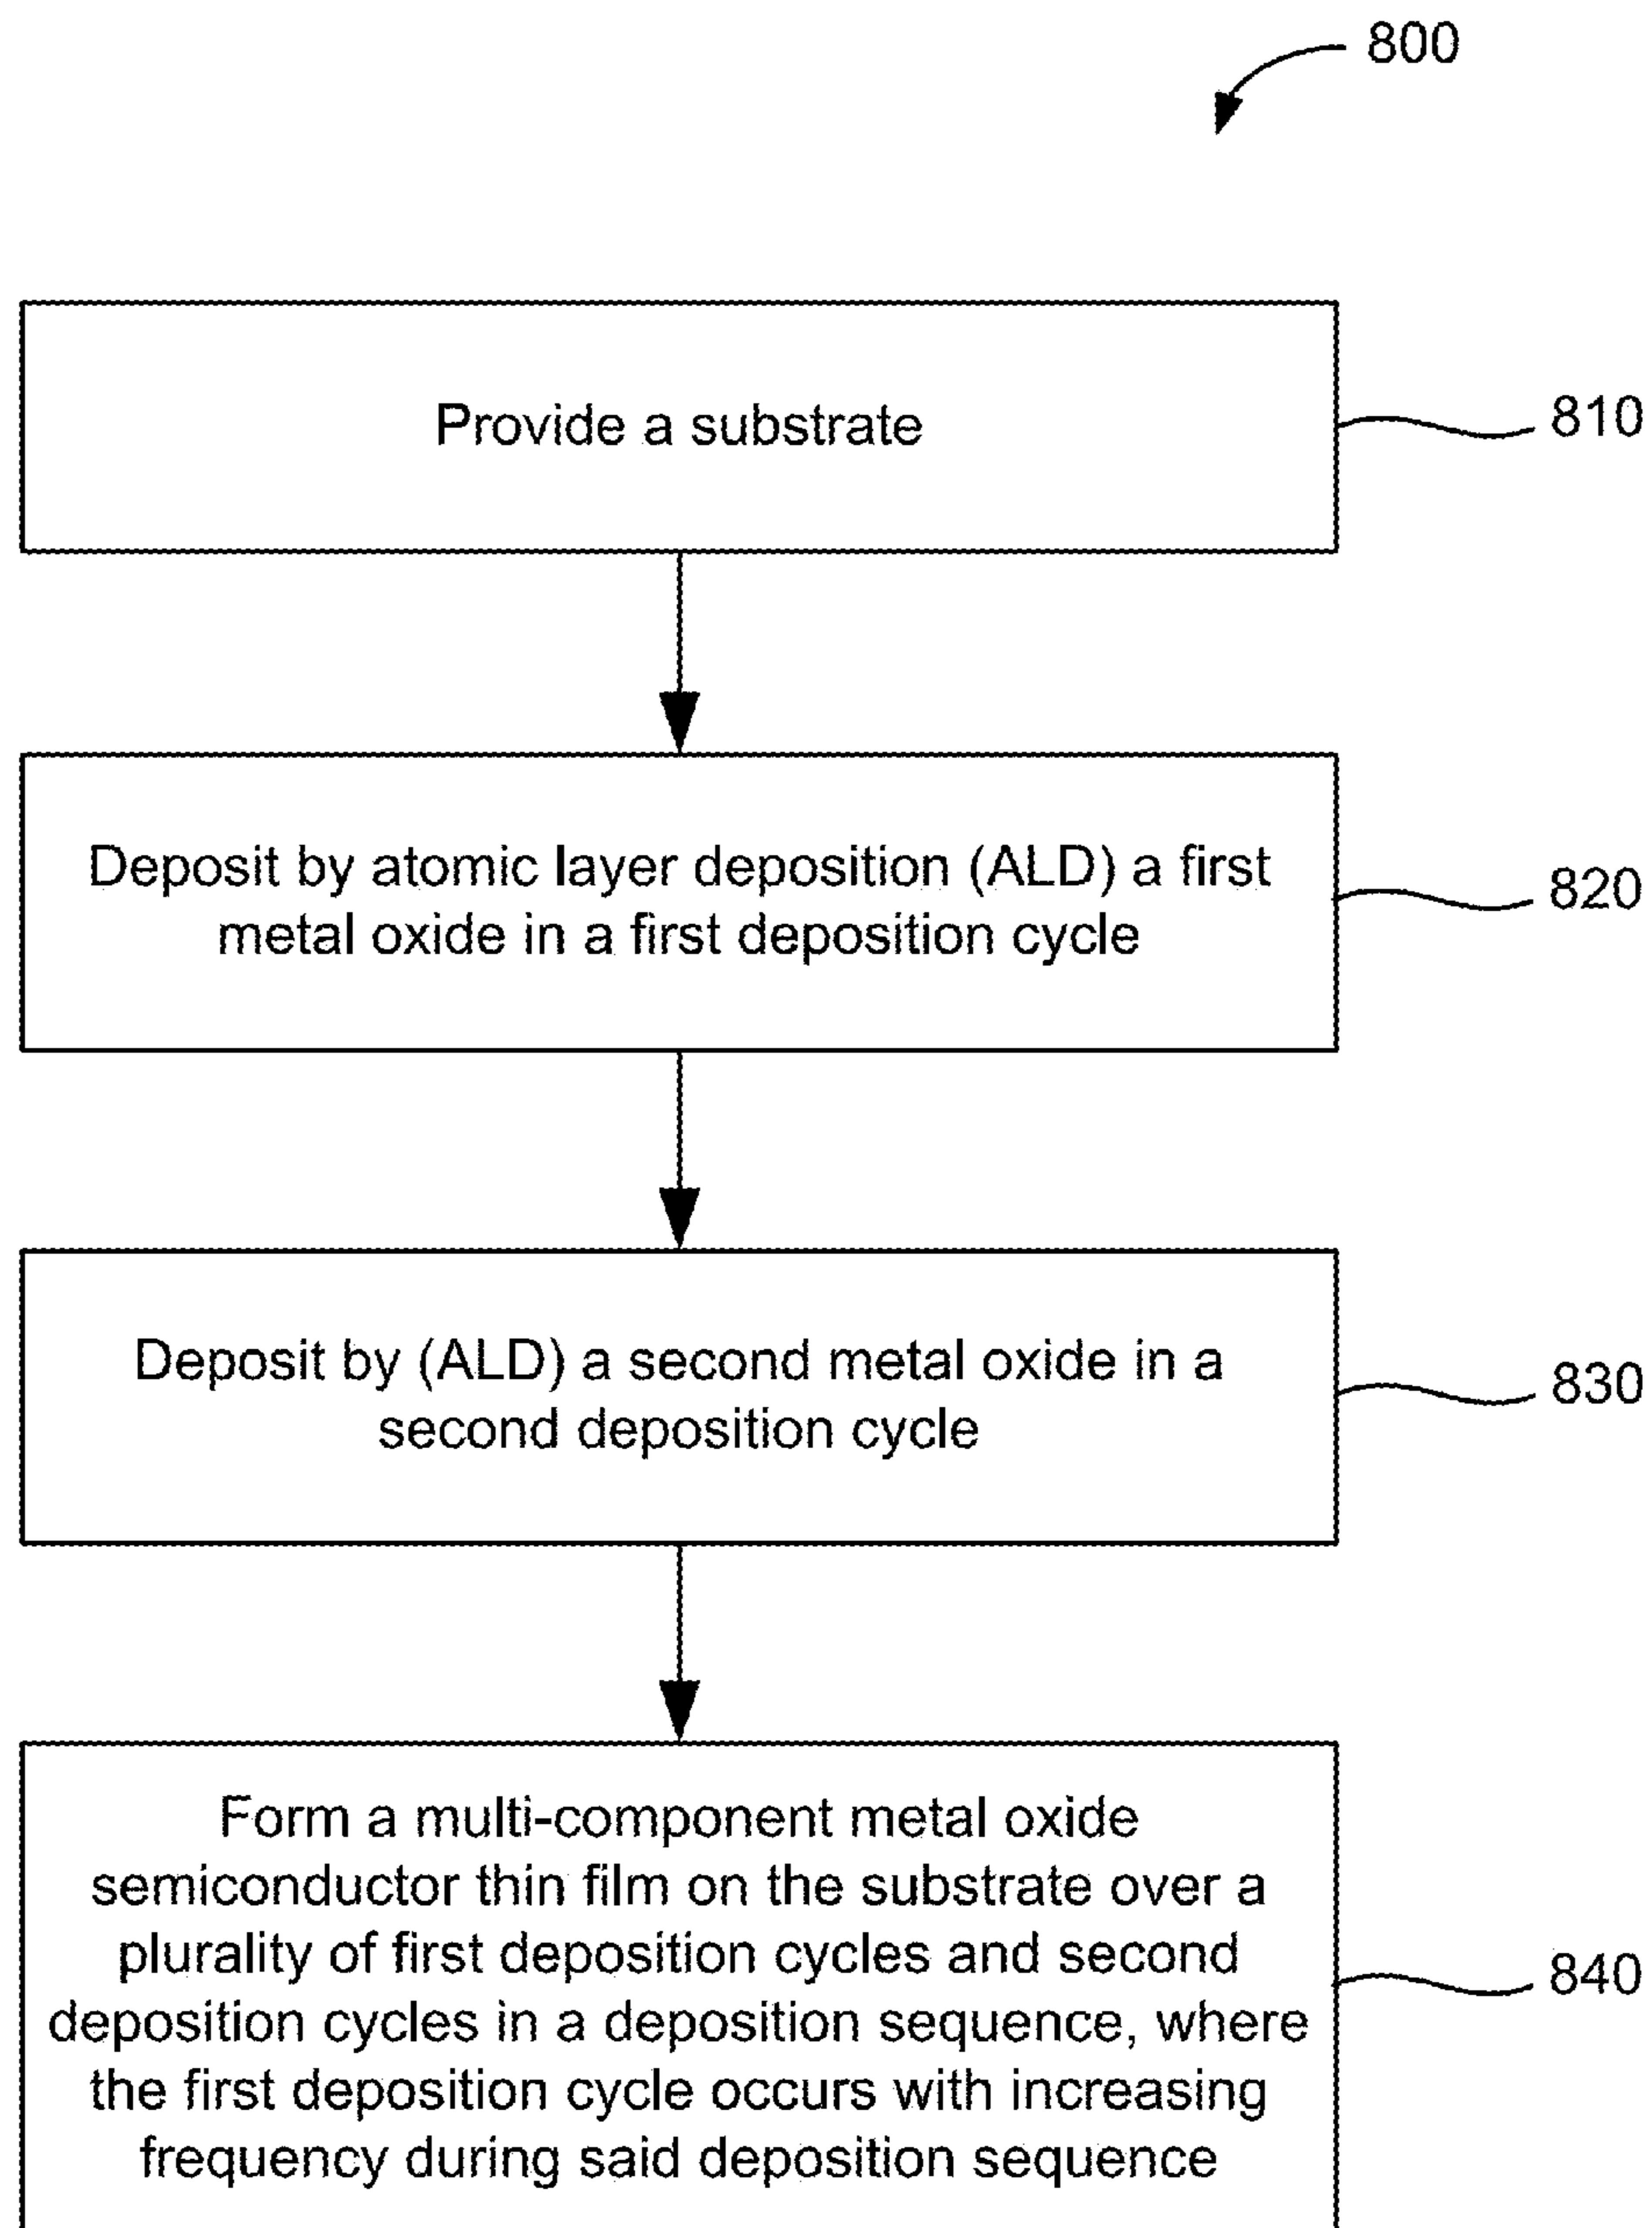 800
Provide a substrate
810
Deposit by atomic layer deposition (ALD) a first
metal oxide in a first deposition cycle
820
Deposit by (ALD) a second metal oxide in a
second deposition cycle
830
Form a multi-component metal oxide
semiconductor thin film on the substrate over a
plurality of first deposition cycles and second
deposition cycles in a deposition sequence, where
the first deposition cycle occurs with increasing
frequency during said deposition sequence
840